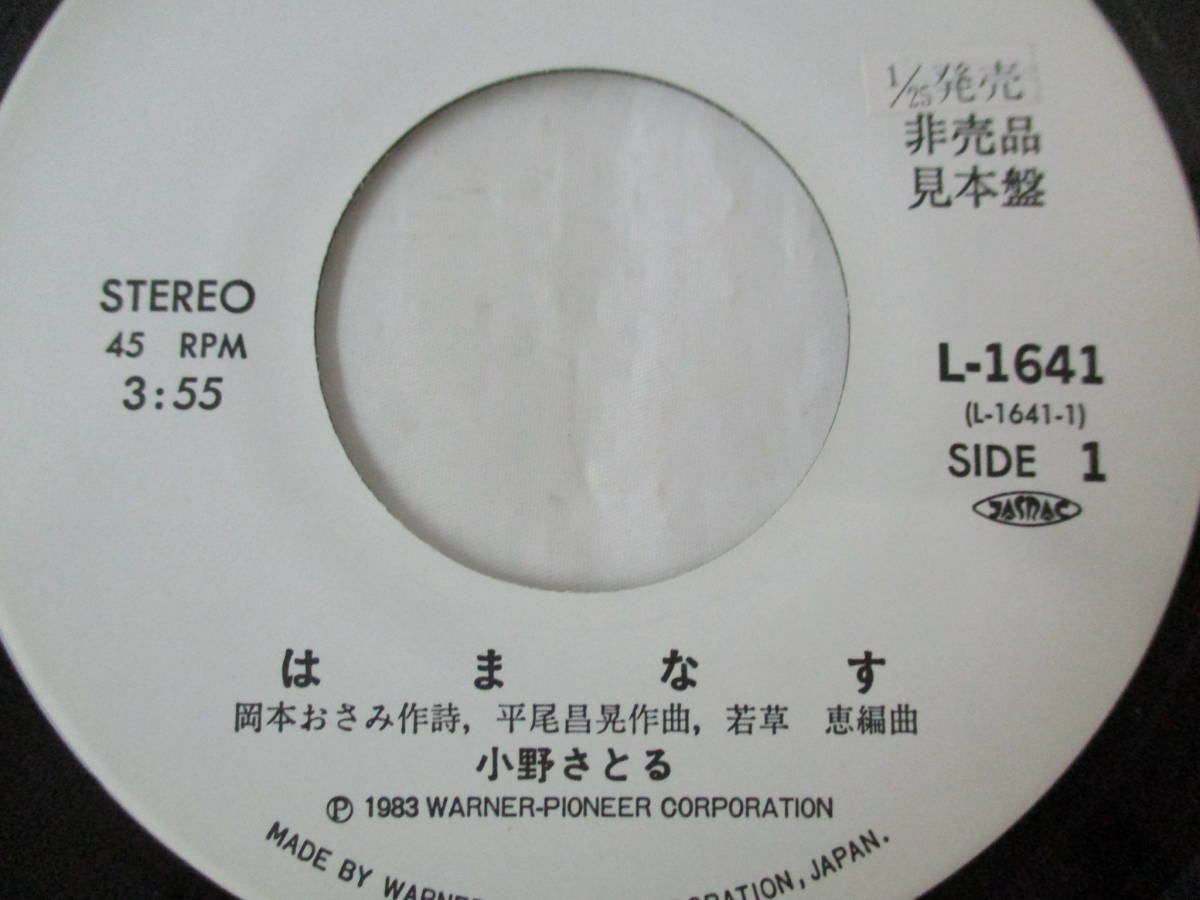 1/25発売
非売品
見本盤
STEREO
45 RPM
3:55
L-1641
(L-1641-1)
SIDE 1
JASRAC
はまなす
岡本おさみ作詩, 平尾昌晃作曲, 若草 恵編曲
小野さとる
Ⓟ 1983 WARNER-PIONEER CORPORATION
MADE BY WARNER ORATION, JAPAN.